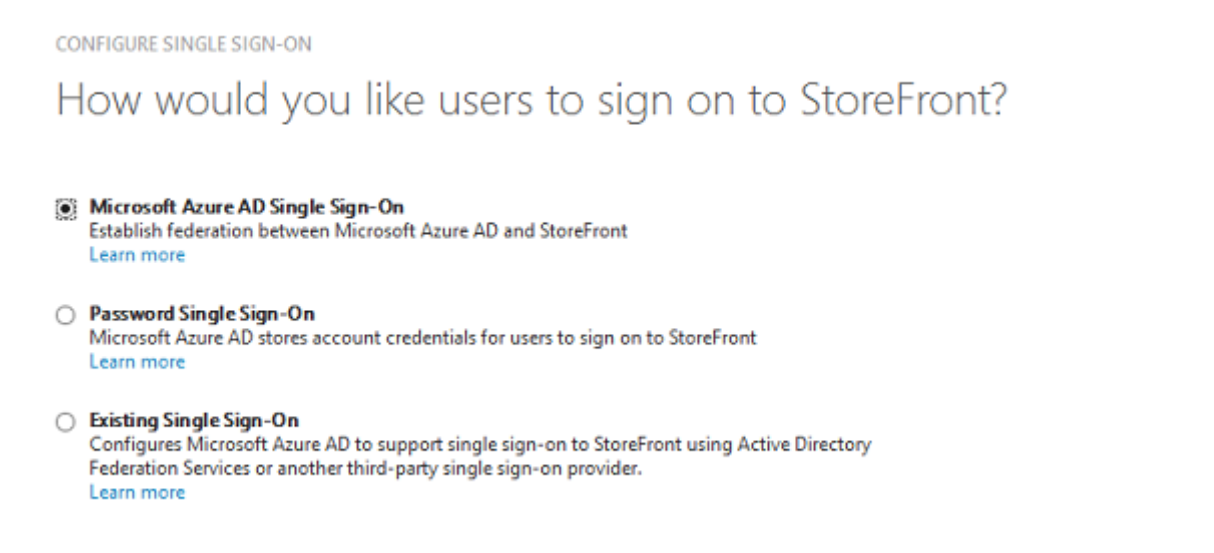 CONFIGURE SINGLE SIGN-ON
How would you like users to sign on to StoreFront?
Microsoft Azure AD Single Sign-On
Establish federation between Microsoft Azure AD and StoreFront
Learn more
Password Single Sign-On
Microsoft Azure AD stores account credentials for users to sign on to StoreFront
Learn more
Existing Single Sign-On
Configures Microsoft Azure AD to support single sign-on to StoreFront using Active Directory
Federation Services or another third-party single sign-on provider.
Learn more